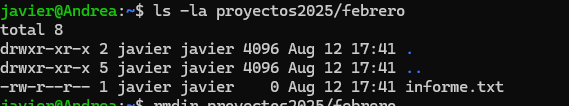 javier@Andrea:~$ ls -la proyectos2025/febrero
total 8
drwxr-xr-x 2 javier javier 4096 Aug 12 17:41 .
drwxr-xr-x 5 javier javier 4096 Aug 12 17:41 ..
-rw-r--r-- 1 javier javier    0 Aug 12 17:41 informe.txt
javier@Andrea:~$ rmdir proyectos2025/febrero